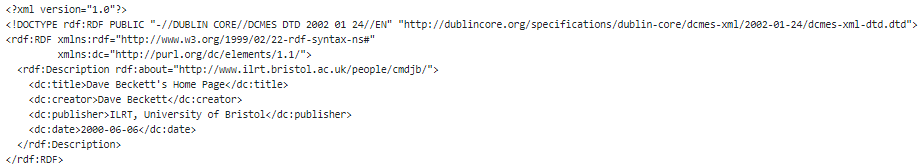 <?xml version="1.0"?>
<!DOCTYPE rdf:RDF PUBLIC "-//DUBLIN CORE//DCMES DTD 2002 01 24//EN" "http://dublincore.org/specifications/dublin-core/dcmes-xml/2002-01-24/dcmes-xml-dtd.dtd">
<rdf:RDF xmlns:rdf="http://www.w3.org/1999/02/22-rdf-syntax-ns#"
         xmlns:dc="http://purl.org/dc/elements/1.1/">
  <rdf:Description rdf:about="http://www.ilrt.bristol.ac.uk/people/cmdjb/">
    <dc:title>Dave Beckett's Home Page</dc:title>
    <dc:creator>Dave Beckett</dc:creator>
    <dc:publisher>ILRT, University of Bristol</dc:publisher>
    <dc:date>2000-06-06</dc:date>
  </rdf:Description>
</rdf:RDF>